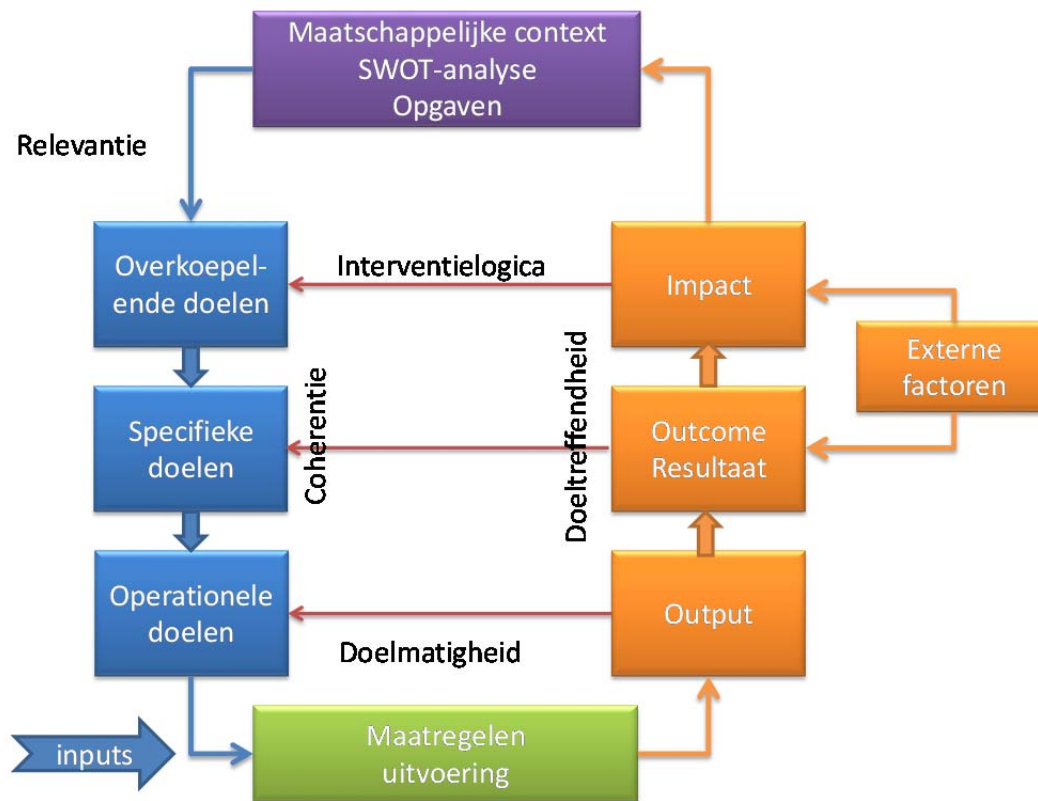 Maatschappelijke context
SWOT-analyse
Opgaven
Relevantie
Overkoepel-
ende doelen
Interventielogica
Impact
Externe
factoren
Specifieke
doelen
Coherentie
Doeltreffendheid
Outcome
Resultaat
Operationele
doelen
Output
Doelmatigheid
inputs
Maatregelen
uitvoering